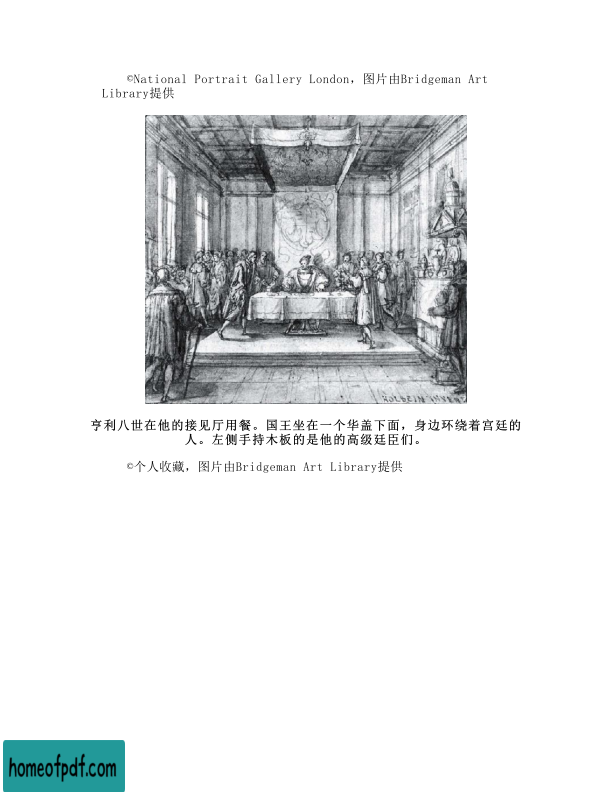 ©National Portrait Gallery London，图片由Bridgeman Art
Library提供
HOLBEIN INVENT
亨利八世在他的接见厅用餐。国王坐在一个华盖下面，身边环绕着宫廷的
人。左侧手持木板的是他的高级廷臣们。
©个人收藏，图片由Bridgeman Art Library提供
homeofpdf.com